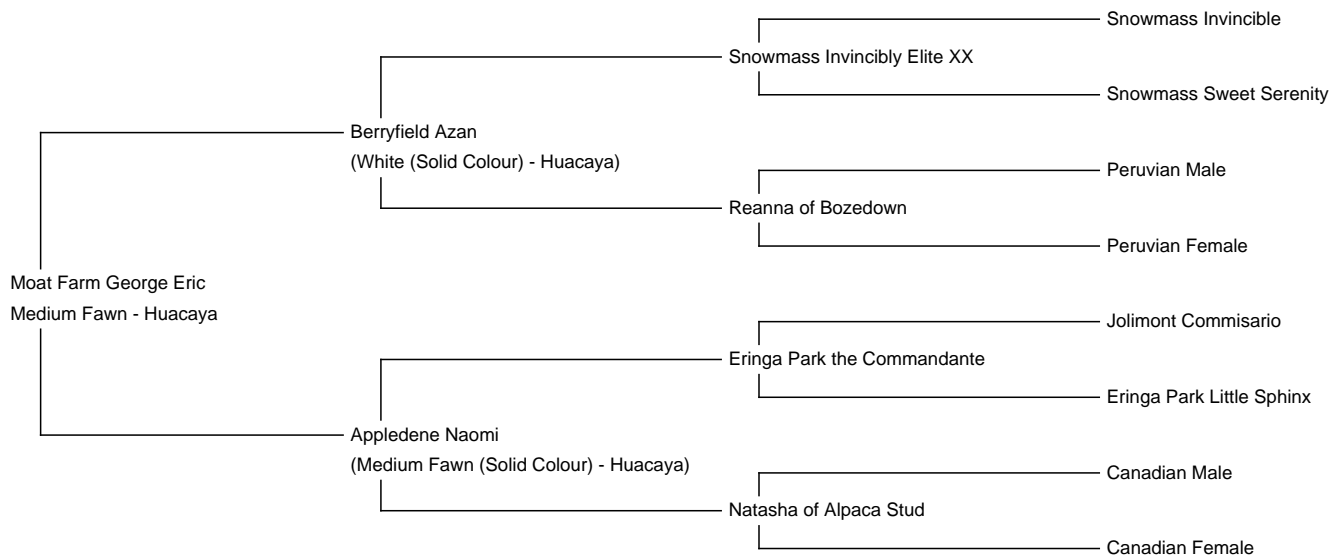 Snowmass Invincible
Snowmass Invincibly Elite XX
Snowmass Sweet Serenity
Berryfield Azan
(White (Solid Colour) - Huacaya)
Peruvian Male
Reanna of Bozedown
Peruvian Female
Moat Farm George Eric
Medium Fawn - Huacaya
Jolimont Commisario
Eringa Park the Commandante
Eringa Park Little Sphinx
Appledene Naomi
(Medium Fawn (Solid Colour) - Huacaya)
Canadian Male
Natasha of Alpaca Stud
Canadian Female